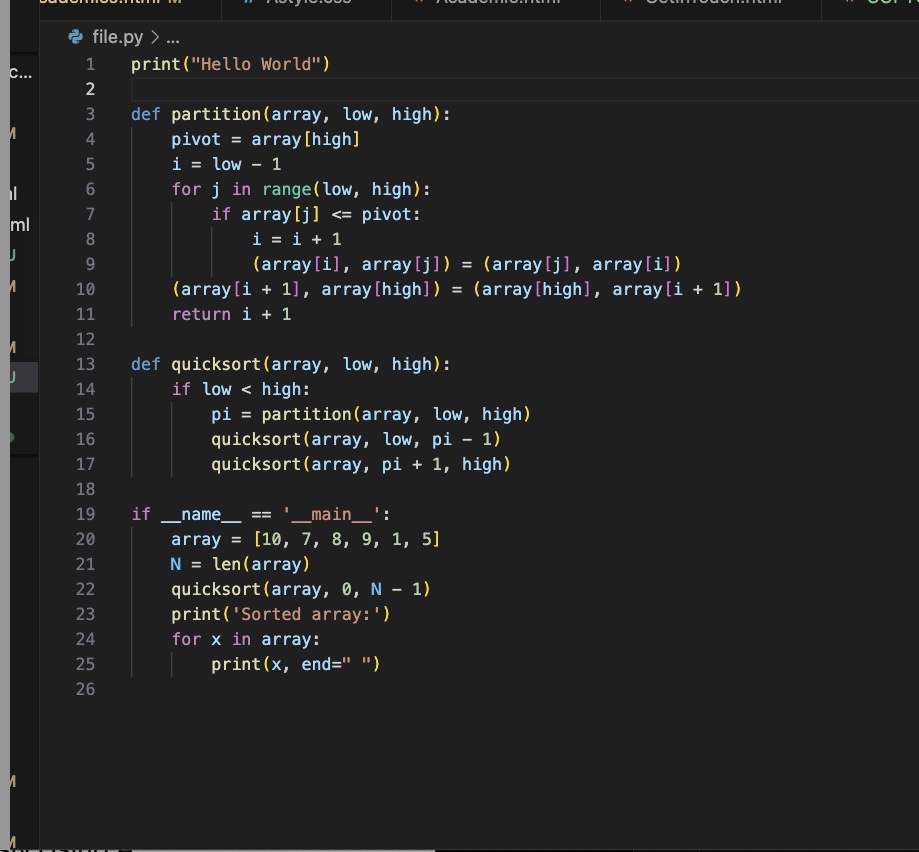 file.py > ...
c...
ml
1 print("Hello World")
2
3 def partition(array, low, high):
4     pivot = array[high]
5     i = low - 1
6     for j in range(low, high):
7         if array[j] <= pivot:
8             i = i + 1
9             (array[i], array[j]) = (array[j], array[i])
10     (array[i + 1], array[high]) = (array[high], array[i + 1])
11     return i + 1
12
13 def quicksort(array, low, high):
14     if low < high:
15         pi = partition(array, low, high)
16         quicksort(array, low, pi - 1)
17         quicksort(array, pi + 1, high)
18
19 if __name__ == '__main__':
20     array = [10, 7, 8, 9, 1, 5]
21     N = len(array)
22     quicksort(array, 0, N - 1)
23     print('Sorted array:')
24     for x in array:
25         print(x, end=" ")
26